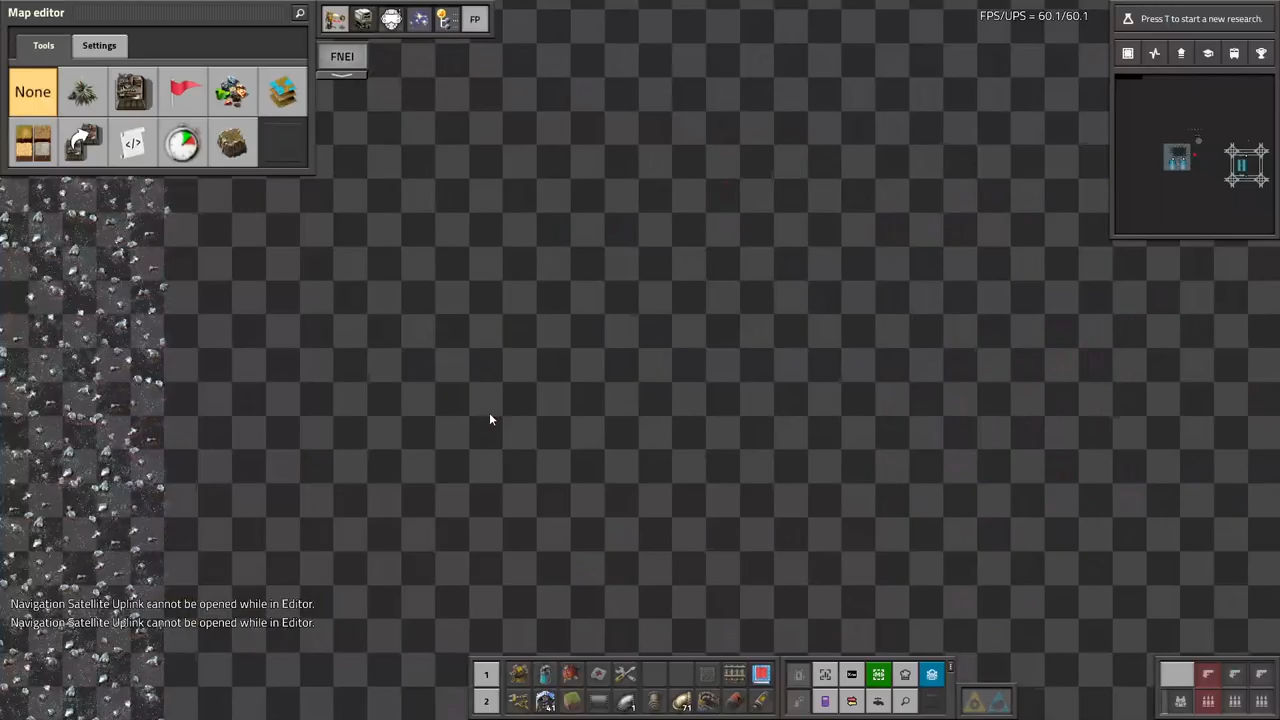 Map editor
FP
FPS/UPS = 60.1/60.1
Press T to start a new research.
Tools
Settings
FNEI
None
</>
Navigation Satellite Uplink cannot be opened while in Editor.
Navigation Satellite Uplink cannot be opened while in Editor.
1
2
1